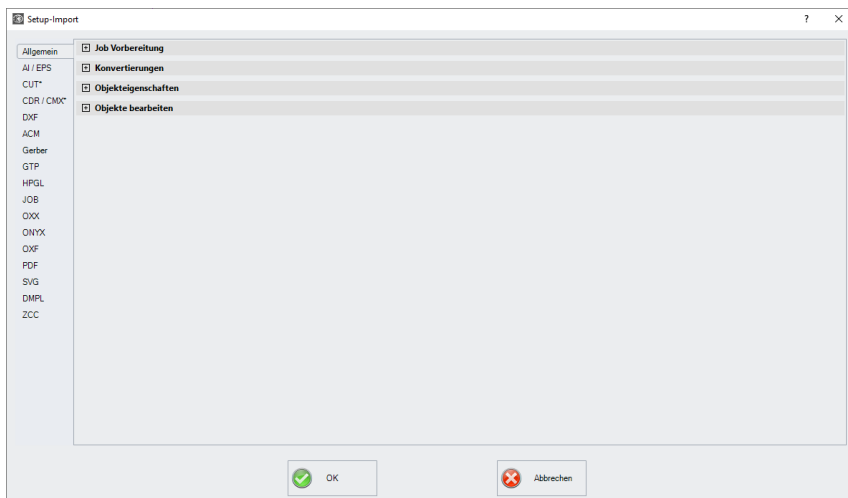 Setup-Import
Allgemein
AI / EPS
CUT*
CDR / CMX*
DXF
ACM
Gerber
GTP
HPGL
JOB
OXX
ONYX
OXF
PDF
SVG
DMPL
ZCC
Job Vorbereitung
Konvertierungen
Objekteigenschaften
Objekte bearbeiten
OK
Abbrechen